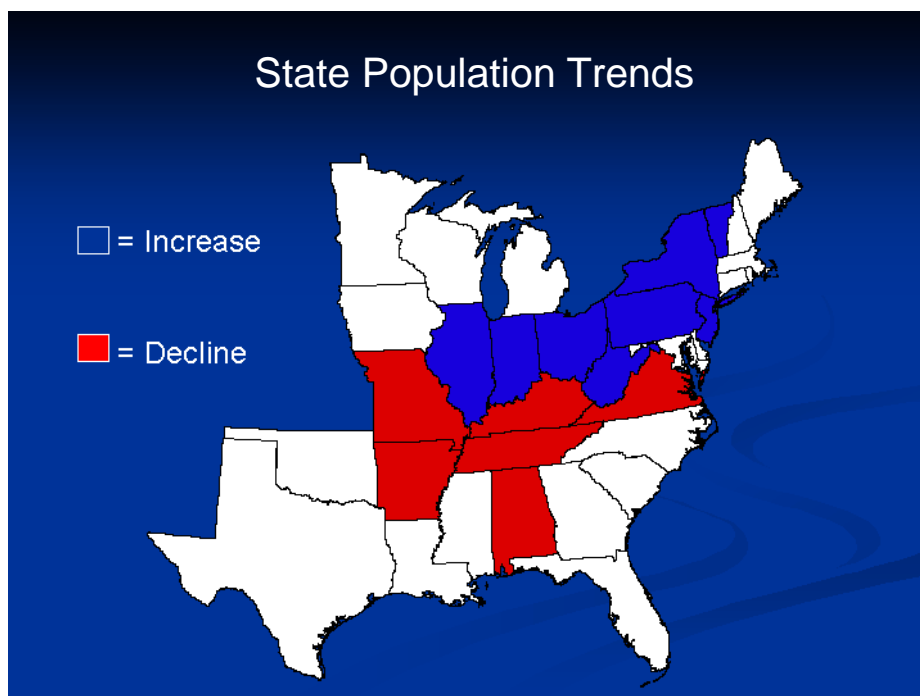 State Population Trends
= Increase
= Decline